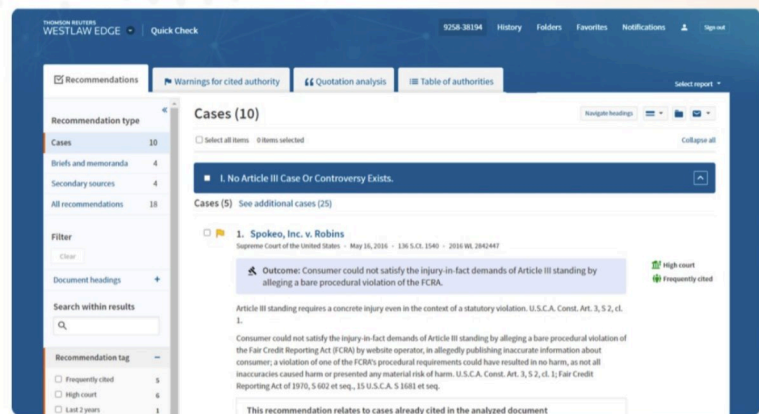 THOMSON REUTERS
WESTLAW EDGE Quick Check
9258-38194 History Folders Favorites Notifications Sign out
Recommendations Warnings for cited authority Quotation analysis Table of authorities
Select report
Recommendation type
Cases 10
Briefs and memoranda 4
Secondary sources 4
All recommendations 18
Filter
Clear
Document headings +
Search within results
Recommendation tag −
Frequently cited 5
High court 6
Last 2 years 1
Cases (10)
Navigate headings
Select all items 0 items selected Collapse all
I. No Article III Case Or Controversy Exists.
Cases (5) See additional cases (25)
1. Spokeo, Inc. v. Robins
Supreme Court of the United States - May 16, 2016 - 136 S.Ct. 1540 - 2016 WL 2842447
Outcome: Consumer could not satisfy the injury-in-fact demands of Article III standing by
alleging a bare procedural violation of the FCRA.
High court
Frequently cited
Article III standing requires a concrete injury even in the context of a statutory violation. U.S.C.A. Const. Art. 3, S 2, cl.
1.
Consumer could not satisfy the injury-in-fact demands of Article III standing by alleging a bare procedural violation of
the Fair Credit Reporting Act (FCRA) by website operator, in allegedly publishing inaccurate information about
consumer; a violation of one of the FCRA's procedural requirements could have resulted in no harm, as not all
inaccuracies caused harm or presented any material risk of harm. U.S.C.A. Const. Art. 3, S 2, cl. 1; Fair Credit
Reporting Act of 1970, S 602 et seq., 15 U.S.C.A. S 1681 et seq.
This recommendation relates to cases already cited in the analyzed document